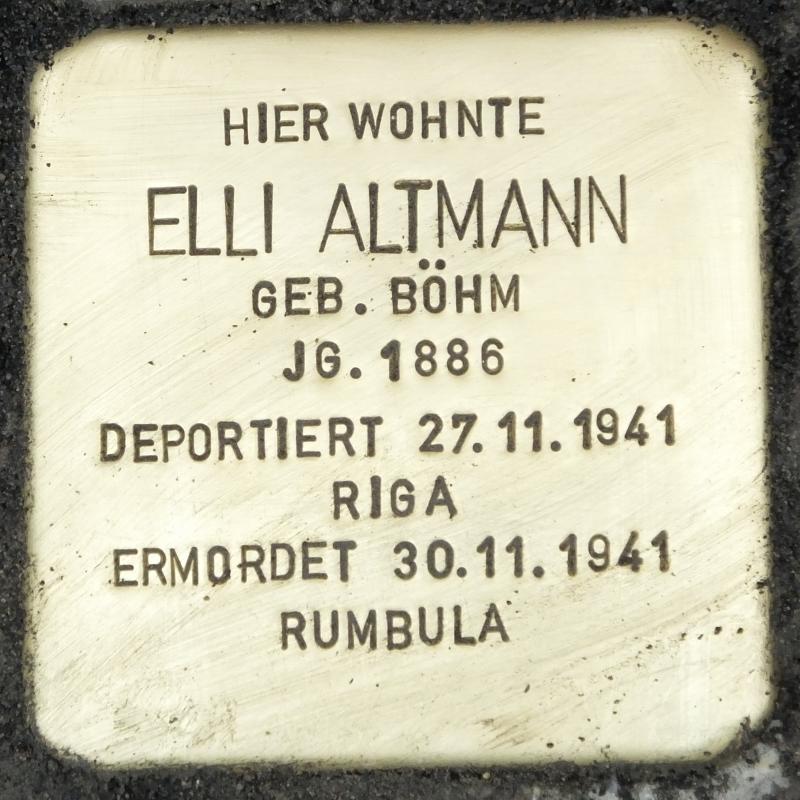 HIER WOHNTE
ELLI ALTMANN
GEB. BÖHM
JG. 1886
DEPORTIERT 27.11.1941
RIGA
ERMORDET 30.11.1941
RUMBULA